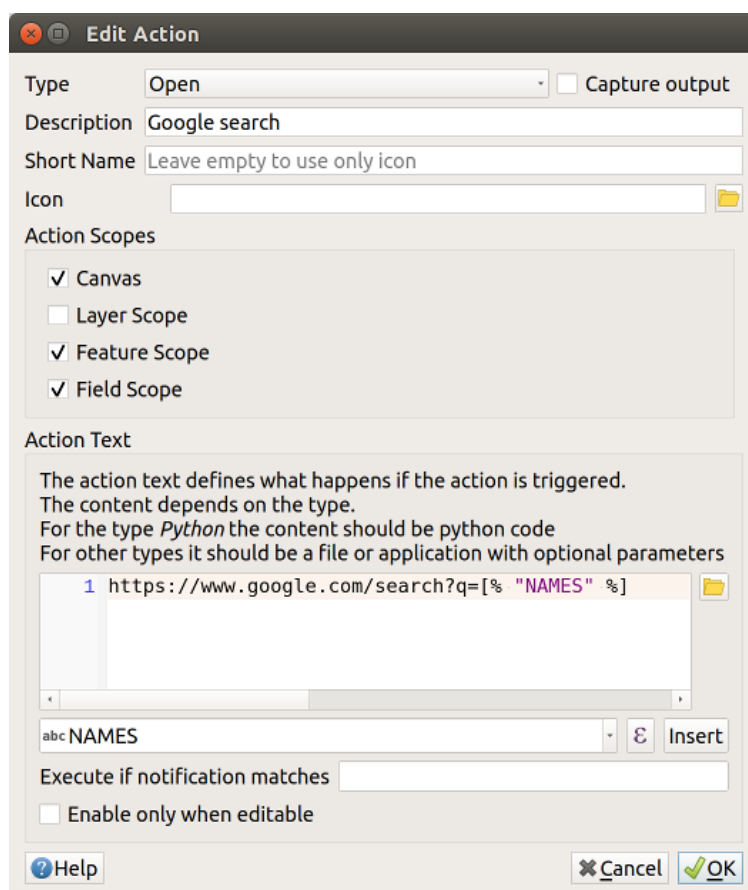 Edit Action
Type Open Capture output
Description Google search
Short Name Leave empty to use only icon
Icon
Action Scopes
Canvas
Layer Scope
Feature Scope
Field Scope
Action Text
The action text defines what happens if the action is triggered.
The content depends on the type.
For the type Python the content should be python code
For other types it should be a file or application with optional parameters
1 https://www.google.com/search?q=[% "NAMES" %]
abc NAMES ε Insert
Execute if notification matches
Enable only when editable
Help Cancel OK